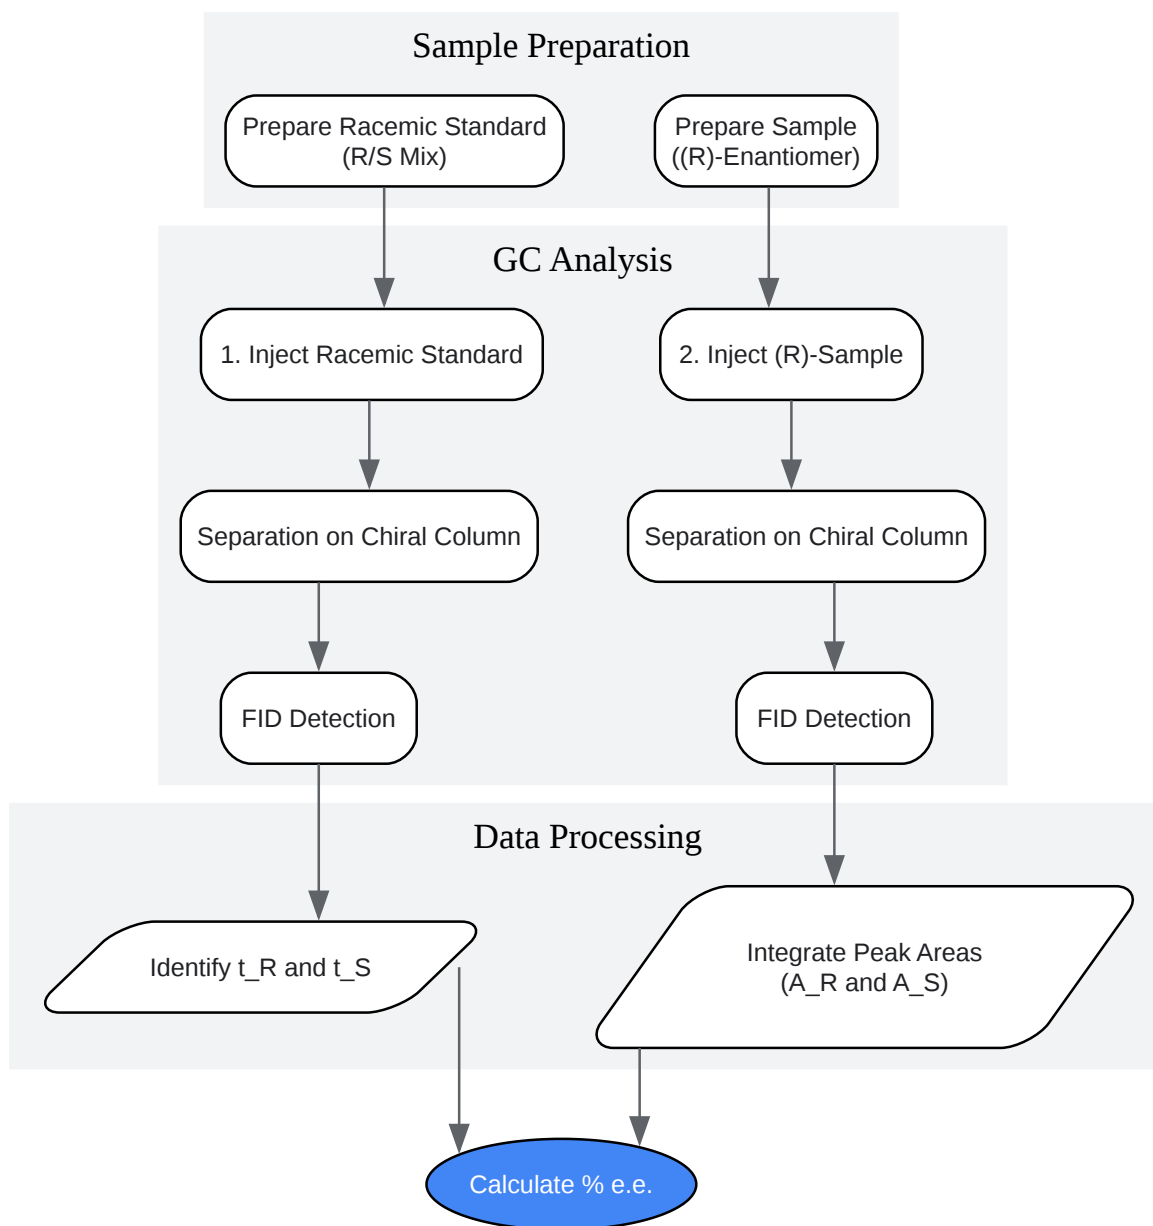 Sample Preparation
Prepare Racemic Standard
(R/S Mix)
Prepare Sample
((R)-Enantiomer)
GC Analysis
1. Inject Racemic Standard
2. Inject (R)-Sample
Separation on Chiral Column
Separation on Chiral Column
FID Detection
FID Detection
Data Processing
Identify t_R and t_S
Integrate Peak Areas
(A_R and A_S)
Calculate % e.e.